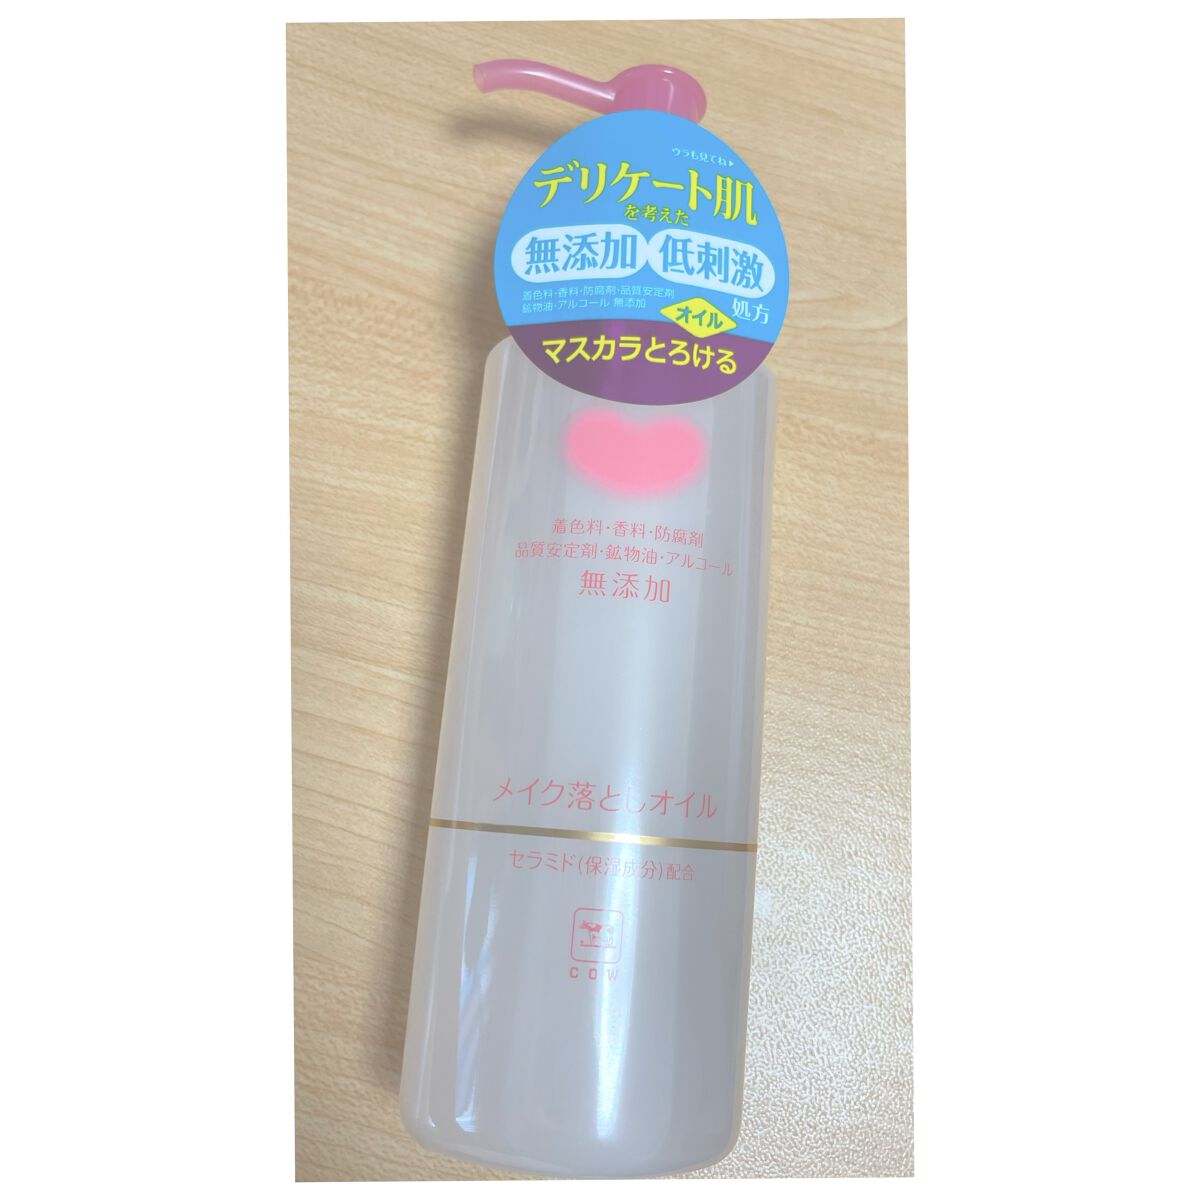 ウラも見てね▶
デリケート肌
を考えた
無添加 低刺激
処方
着色料・香料・防腐剤・品質安定剤
鉱物油・アルコール 無添加
オイル
マスカラとろける
着色料・香料・防腐剤
品質安定剤・鉱物油・アルコール
無添加
メイク落としオイル
セラミド(保湿成分)配合
COW